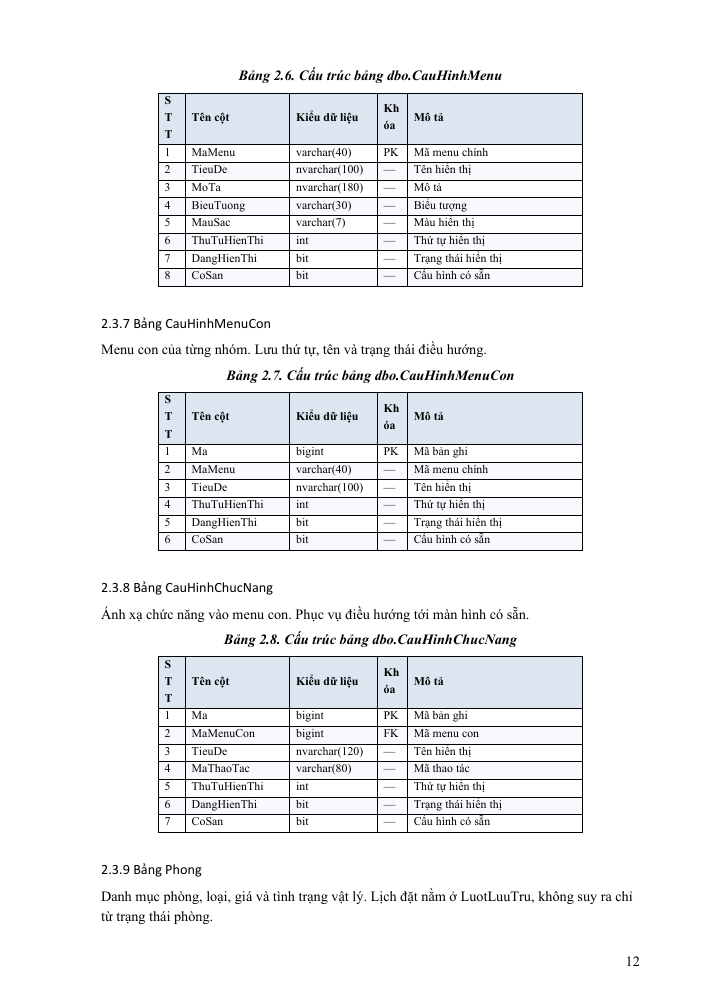 Bảng 2.6. Cấu trúc bảng dbo.CauHinhMenu
STT Tên cột Kiểu dữ liệu Khóa Mô tả
1 MaMenu varchar(40) PK Mã menu chính
2 TieuDe nvarchar(100) — Tên hiển thị
3 MoTa nvarchar(180) — Mô tả
4 BieuTuong varchar(30) — Biểu tượng
5 MauSac varchar(7) — Màu hiển thị
6 ThuTuHienThi int — Thứ tự hiển thị
7 DangHienThi bit — Trạng thái hiển thị
8 CoSan bit — Cấu hình có sẵn
2.3.7 Bảng CauHinhMenuCon
Menu con của từng nhóm. Lưu thứ tự, tên và trạng thái điều hướng.
Bảng 2.7. Cấu trúc bảng dbo.CauHinhMenuCon
STT Tên cột Kiểu dữ liệu Khóa Mô tả
1 Ma bigint PK Mã bản ghi
2 MaMenu varchar(40) — Mã menu chính
3 TieuDe nvarchar(100) — Tên hiển thị
4 ThuTuHienThi int — Thứ tự hiển thị
5 DangHienThi bit — Trạng thái hiển thị
6 CoSan bit — Cấu hình có sẵn
2.3.8 Bảng CauHinhChucNang
Ánh xạ chức năng vào menu con. Phục vụ điều hướng tới màn hình có sẵn.
Bảng 2.8. Cấu trúc bảng dbo.CauHinhChucNang
STT Tên cột Kiểu dữ liệu Khóa Mô tả
1 Ma bigint PK Mã bản ghi
2 MaMenuCon bigint FK Mã menu con
3 TieuDe nvarchar(120) — Tên hiển thị
4 MaThaoTac varchar(80) — Mã thao tác
5 ThuTuHienThi int — Thứ tự hiển thị
6 DangHienThi bit — Trạng thái hiển thị
7 CoSan bit — Cấu hình có sẵn
2.3.9 Bảng Phong
Danh mục phòng, loại, giá và tình trạng vật lý. Lịch đặt nằm ở LuotLuuTru, không suy ra chỉ
từ trạng thái phòng.
12